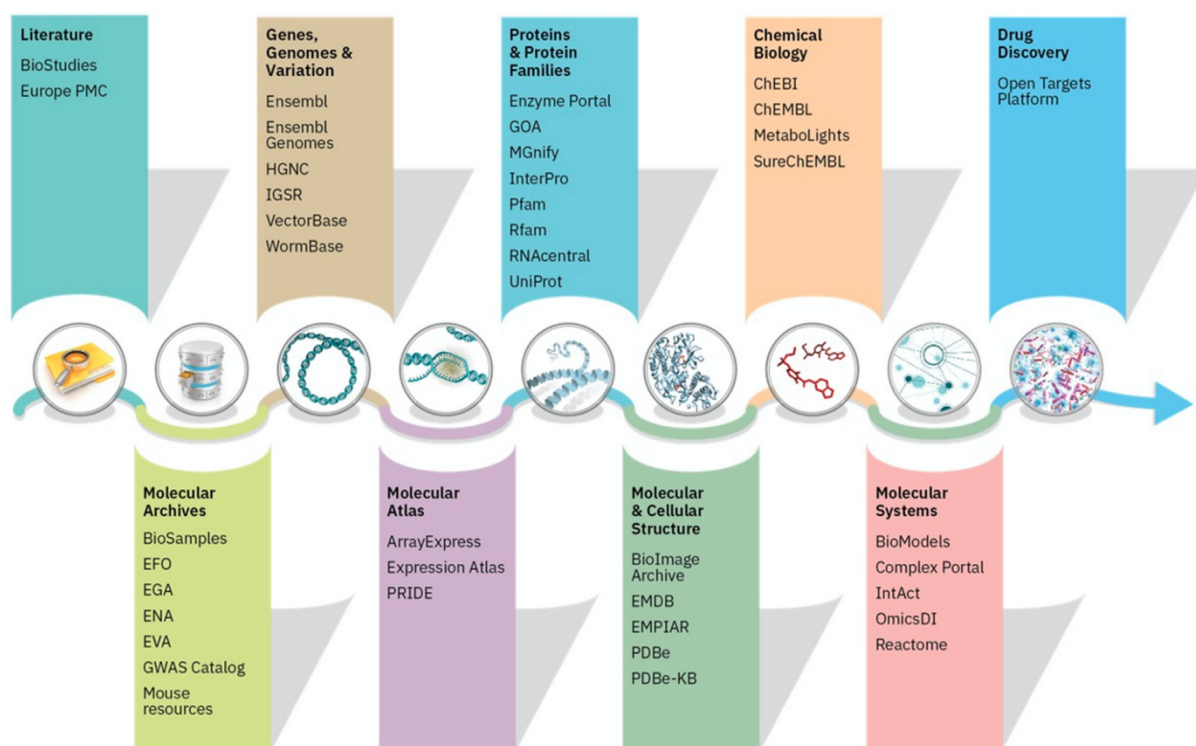 Literature
BioStudies
Europe PMC
Genes,
Genomes &
Variation
Ensembl
Ensembl
Genomes
HGNC
IGSR
VectorBase
WormBase
Proteins
& Protein
Families
Enzyme Portal
GOA
MGnify
InterPro
Pfam
Rfam
RNAcentral
UniProt
Chemical
Biology
ChEBI
ChEMBL
MetaboLights
SureChEMBL
Drug
Discovery
Open Targets
Platform
Molecular
Archives
BioSamples
EFO
EGA
ENA
EVA
GWAS Catalog
Mouse
resources
Molecular
Atlas
ArrayExpress
Expression Atlas
PRIDE
Molecular
& Cellular
Structure
BioImage
Archive
EMDB
EMPIAR
PDBe
PDBe-KB
Molecular
Systems
BioModels
Complex Portal
IntAct
OmicsDI
Reactome